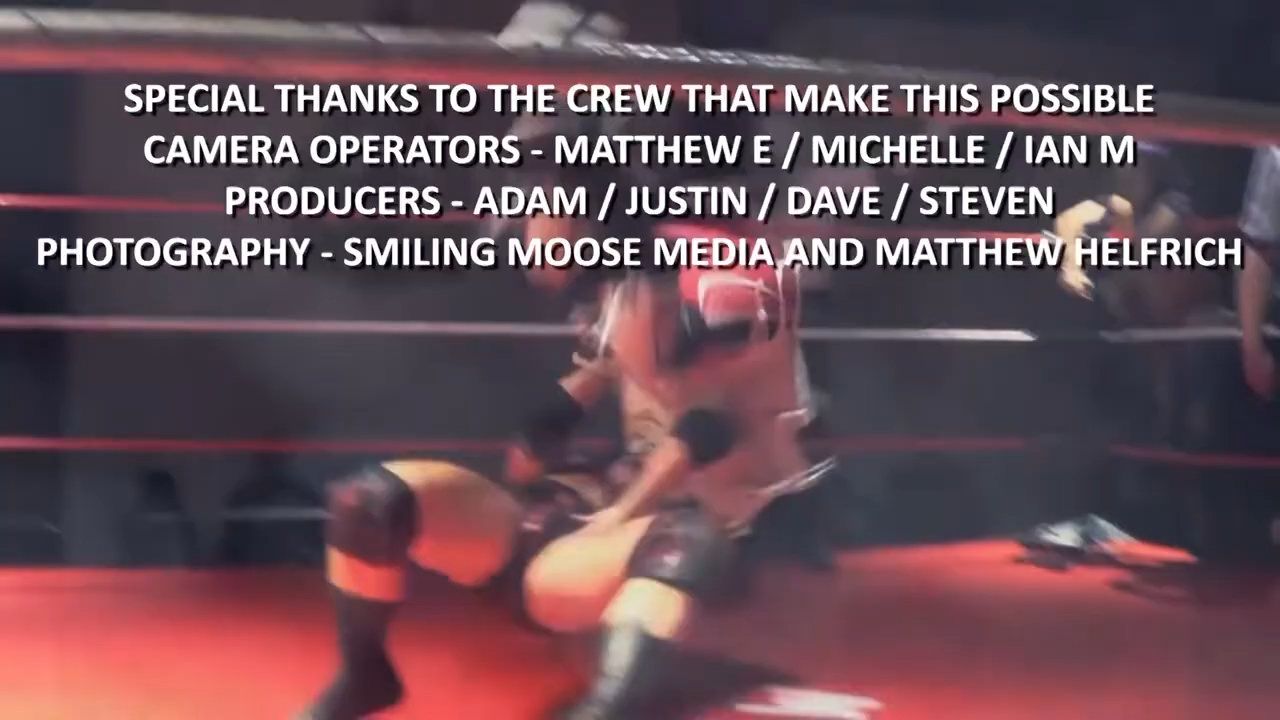 SPECIAL THANKS TO THE CREW THAT MAKE THIS POSSIBLE
CAMERA OPERATORS - MATTHEW E / MICHELLE / IAN M
PRODUCERS - ADAM / JUSTIN / DAVE / STEVEN
PHOTOGRAPHY - SMILING MOOSE MEDIA AND MATTHEW HELFRICH